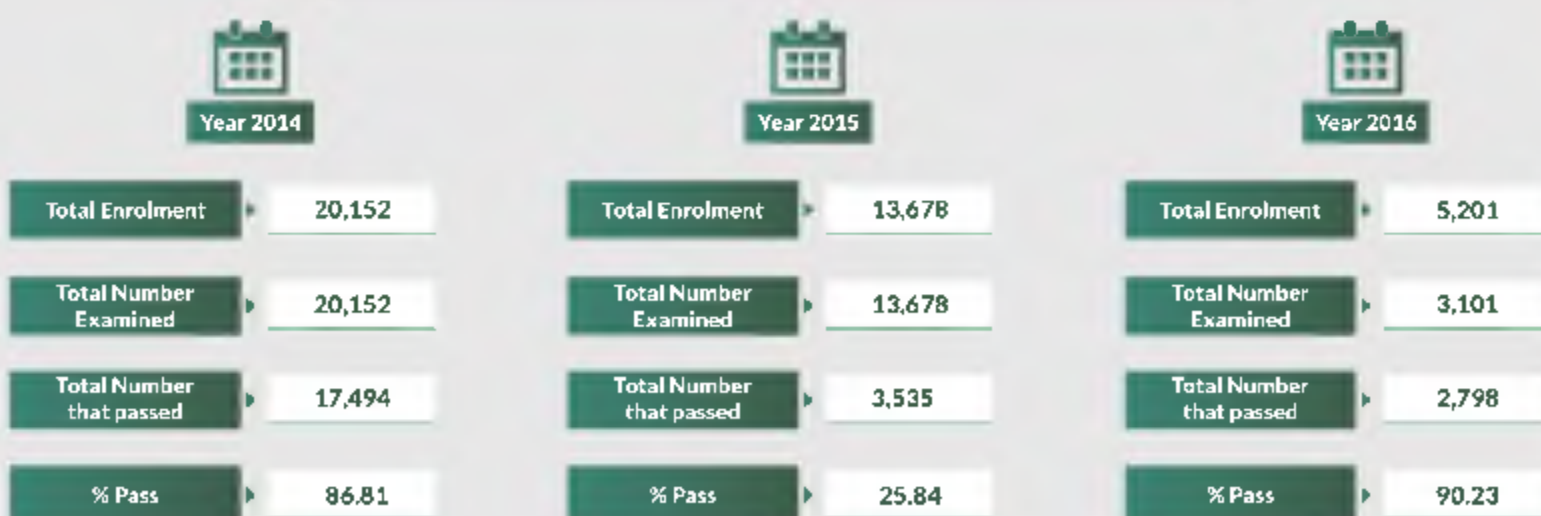 Year 2014
Total Enrolment
20,152
Total Number
Examined
20,152
Total Number
that passed
17,494
% Pass
86.81
Year 2015
Total Enrolment
13,678
Total Number
Examined
13,678
Total Number
that passed
3,535
% Pass
25.84
Year 2016
Total Enrolment
5,201
Total Number
Examined
3,101
Total Number
that passed
2,798
% Pass
90.23